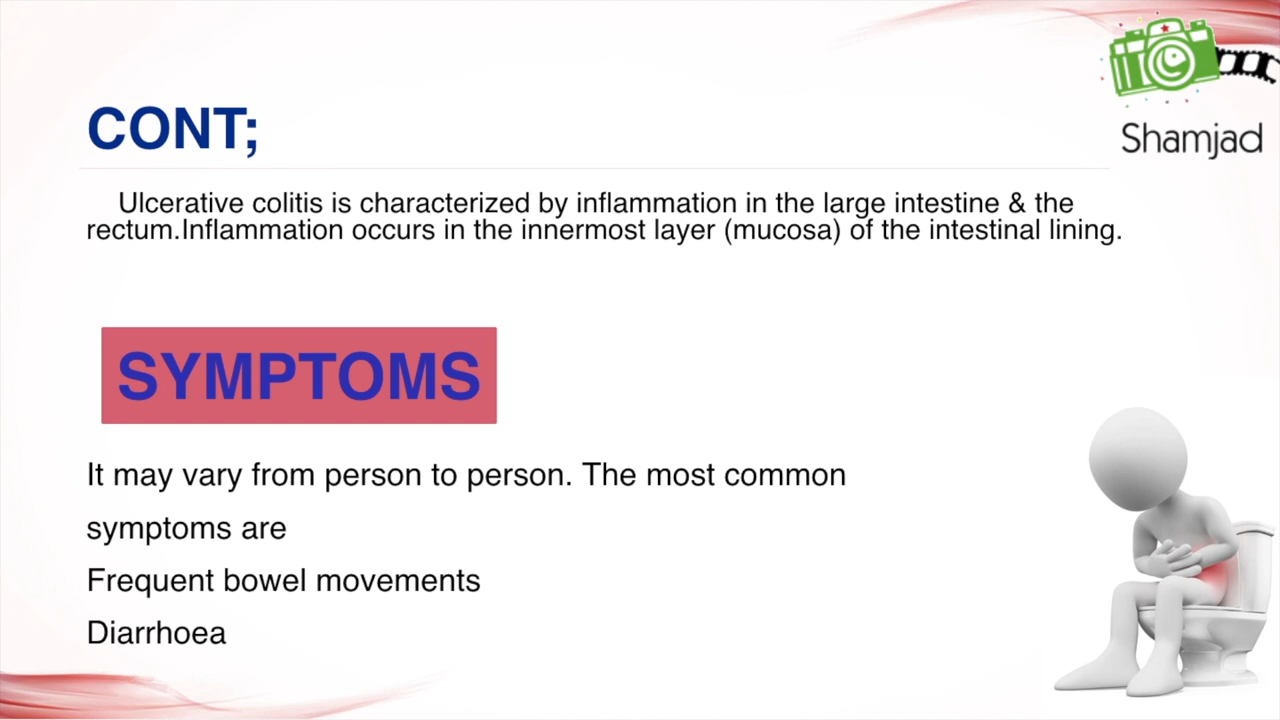 Shamjad
CONT;
Ulcerative colitis is characterized by inflammation in the large intestine & the
rectum.Inflammation occurs in the innermost layer (mucosa) of the intestinal lining.
SYMPTOMS
It may vary from person to person. The most common
symptoms are
Frequent bowel movements
Diarrhoea